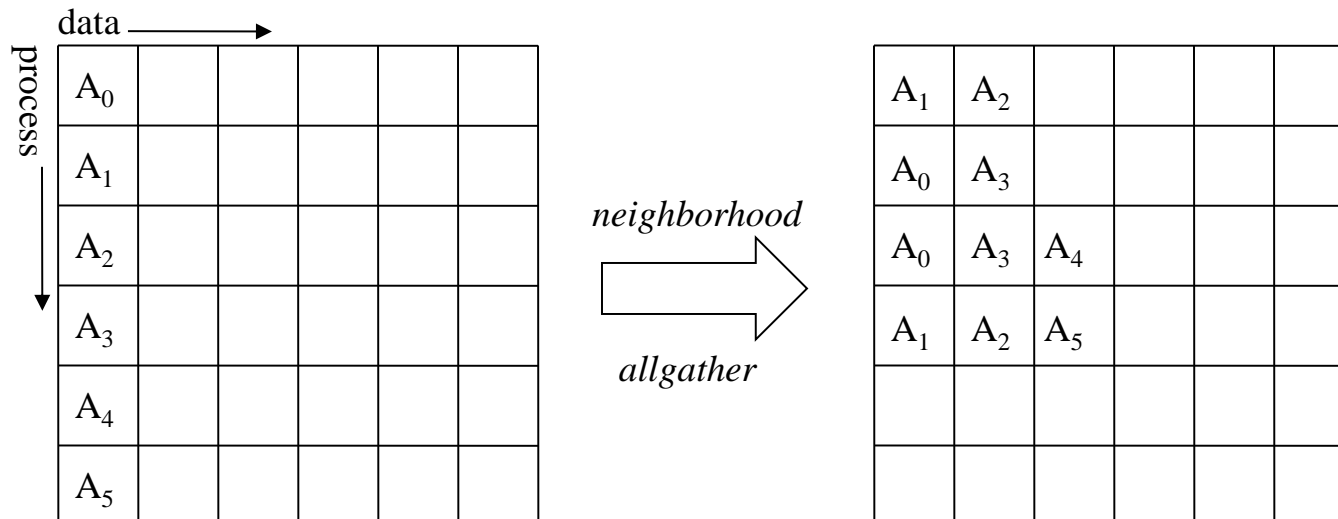 data
process
A₀
A₁
A₂
A₃
A₄
A₅
neighborhood
allgather
A₁ A₂
A₀ A₃
A₀ A₃ A₄
A₁ A₂ A₅